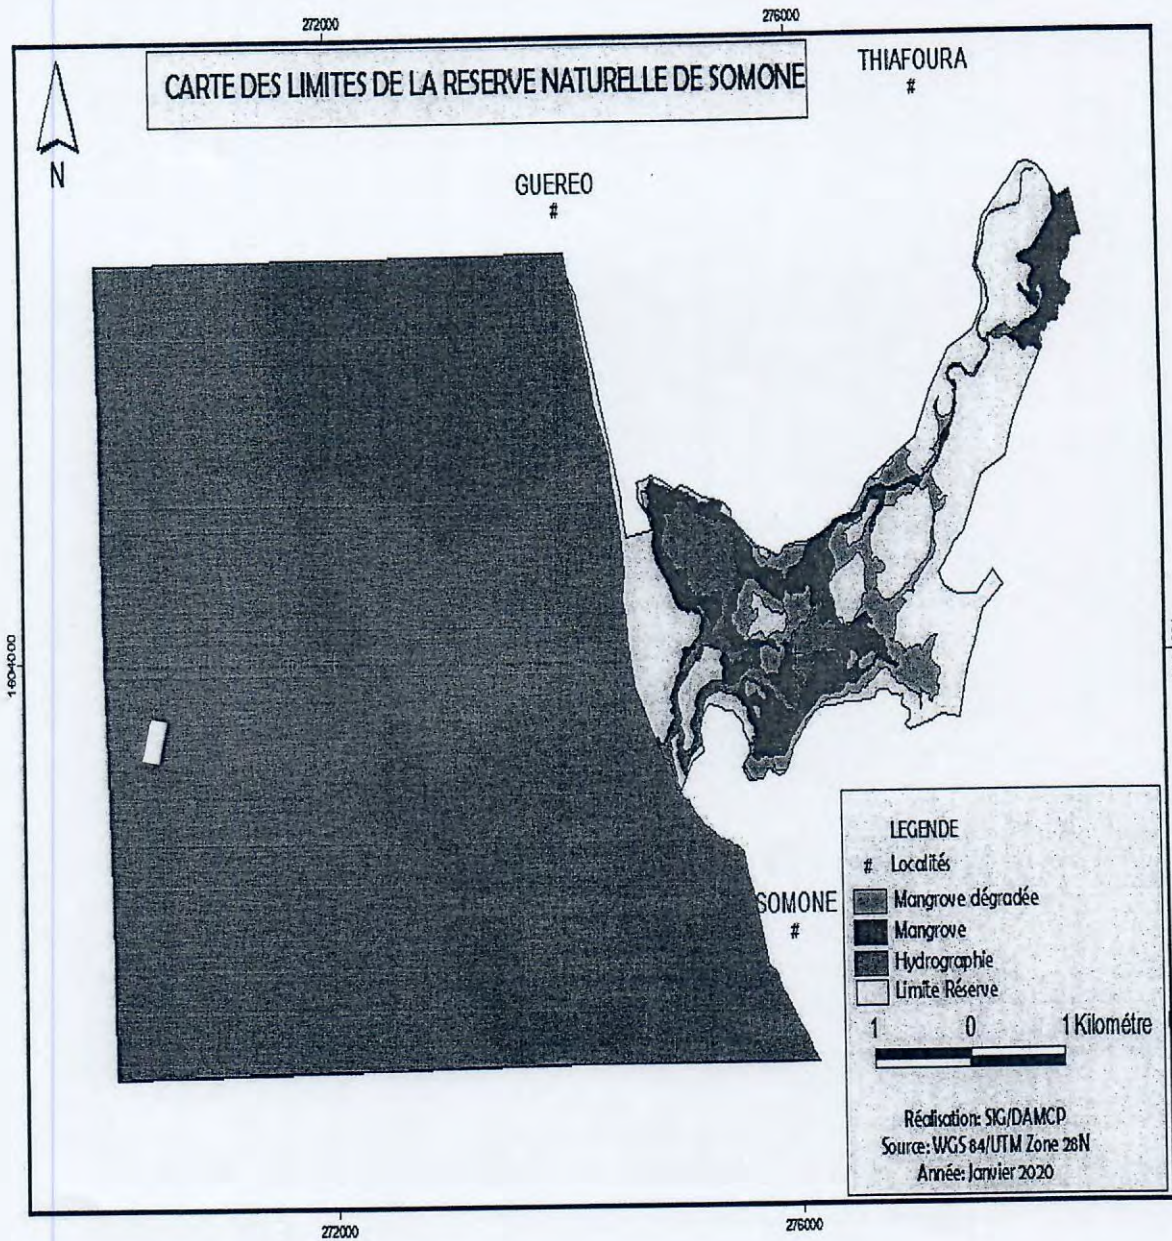 272000
276000
CARTE DES LIMITES DE LA RESERVE NATURELLE DE SOMONE
THIAFOURA
#
N
GUEREO
#
1604000
SOMONE
#
LEGENDE
# Localités
Mangrove dégradée
Mangrove
Hydrographie
Limite Réserve
1 0 1 Kilométre
Réalisation: SIG/DAMCP
Source: WGS 84/UTM Zone 28N
Année: Janvier 2020
272000
276000